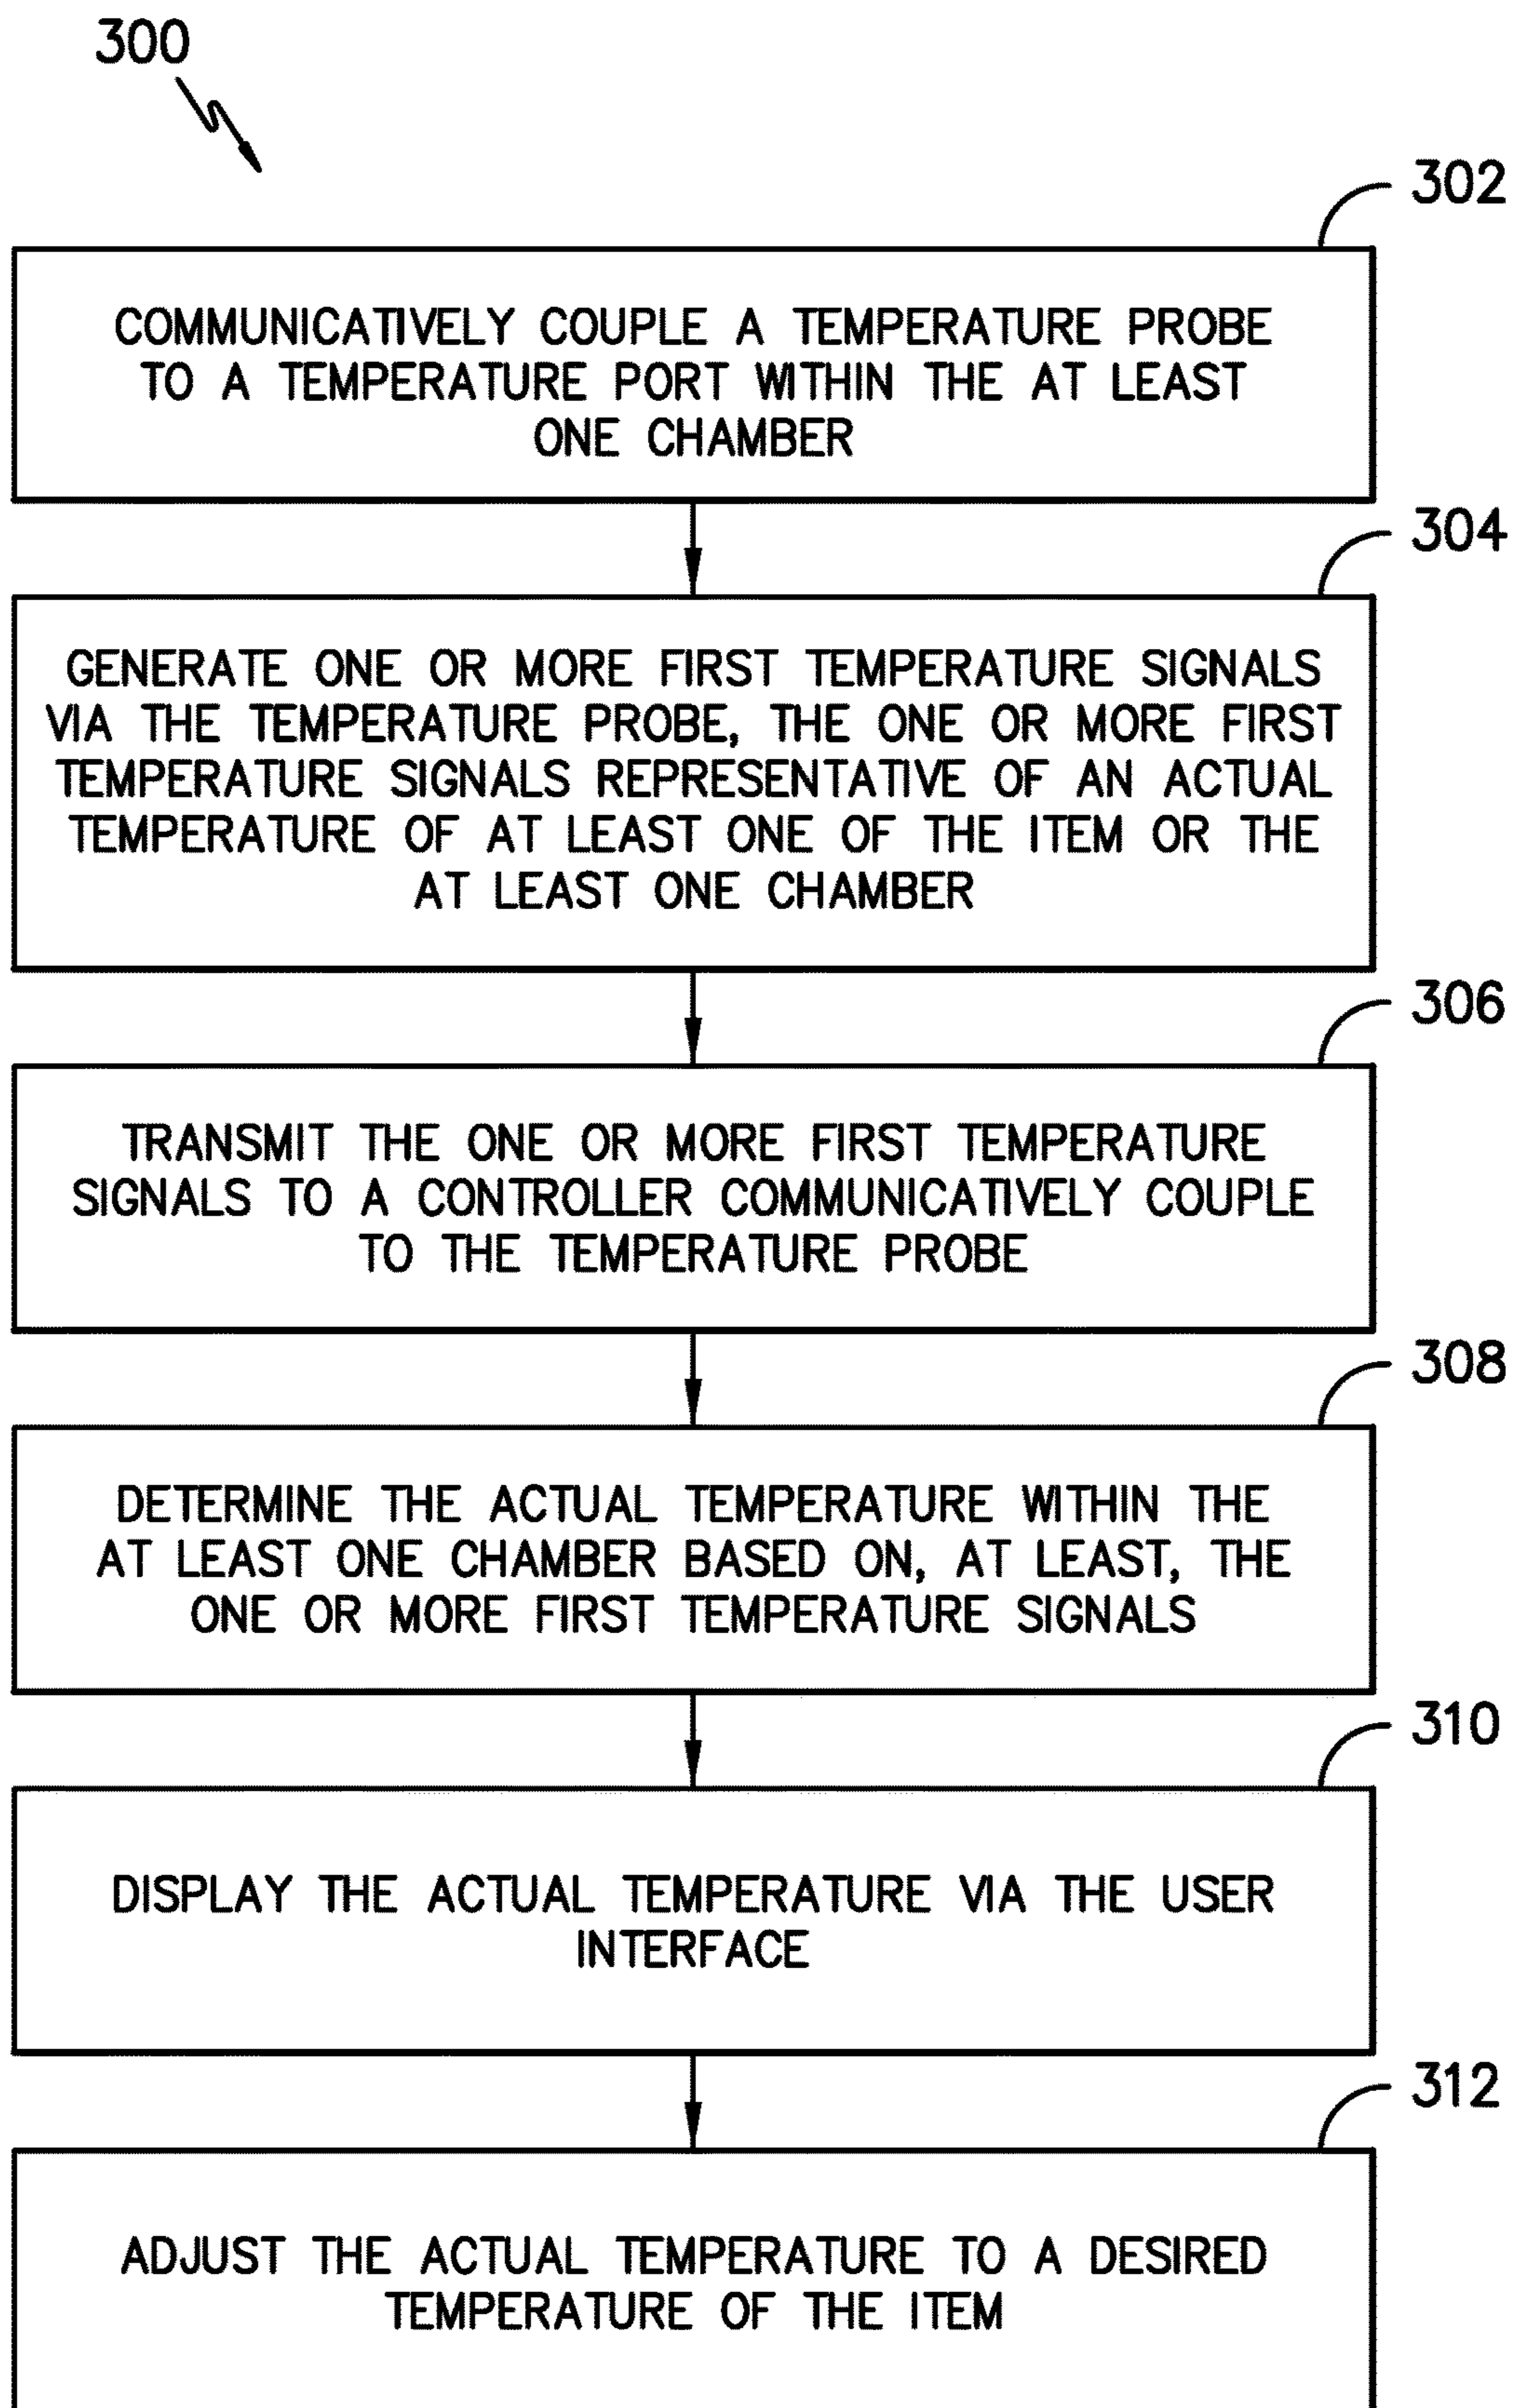 300
302
COMMUNICATIVELY COUPLE A TEMPERATURE PROBE
TO A TEMPERATURE PORT WITHIN THE AT LEAST
ONE CHAMBER
304
GENERATE ONE OR MORE FIRST TEMPERATURE SIGNALS
VIA THE TEMPERATURE PROBE, THE ONE OR MORE FIRST
TEMPERATURE SIGNALS REPRESENTATIVE OF AN ACTUAL
TEMPERATURE OF AT LEAST ONE OF THE ITEM OR THE
AT LEAST ONE CHAMBER
306
TRANSMIT THE ONE OR MORE FIRST TEMPERATURE
SIGNALS TO A CONTROLLER COMMUNICATIVELY COUPLE
TO THE TEMPERATURE PROBE
308
DETERMINE THE ACTUAL TEMPERATURE WITHIN THE
AT LEAST ONE CHAMBER BASED ON, AT LEAST, THE
ONE OR MORE FIRST TEMPERATURE SIGNALS
310
DISPLAY THE ACTUAL TEMPERATURE VIA THE USER
INTERFACE
312
ADJUST THE ACTUAL TEMPERATURE TO A DESIRED
TEMPERATURE OF THE ITEM